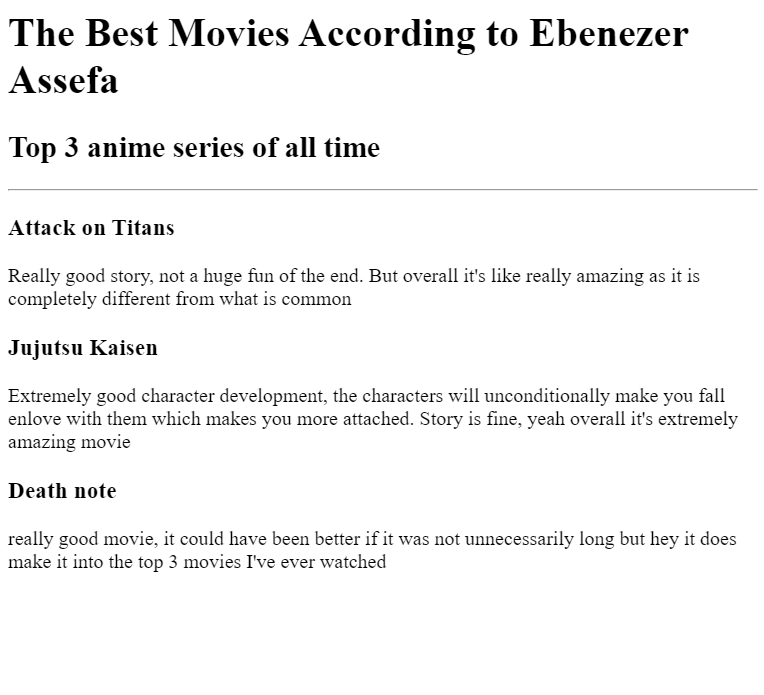 The Best Movies According to Ebenezer
Assefa
Top 3 anime series of all time
Attack on Titans
Really good story, not a huge fun of the end. But overall it's like really amazing as it is
completely different from what is common
Jujutsu Kaisen
Extremely good character development, the characters will unconditionally make you fall
enlove with them which makes you more attached. Story is fine, yeah overall it's extremely
amazing movie
Death note
really good movie, it could have been better if it was not unnecessarily long but hey it does
make it into the top 3 movies I've ever watched